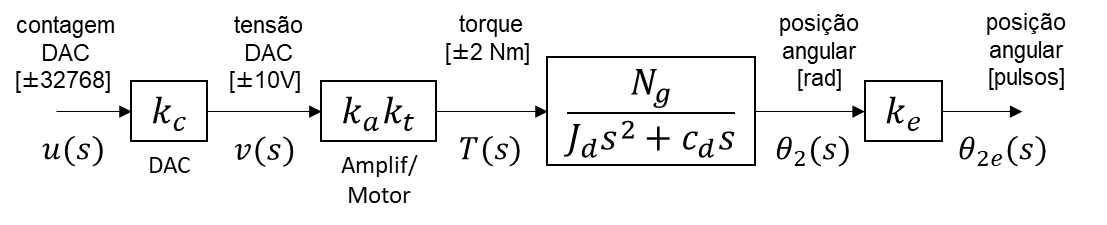 contagem
DAC
[±32768]
tensão
DAC
[±10V]
torque
[±2 Nm]
posição
angular
[rad]
posição
angular
[pulsos]
k_c
k_a k_t
N_g
J_d s² + c_d s
k_e
u(s)
DAC
v(s)
Amplif/
Motor
T(s)
θ_2(s)
θ_2e(s)